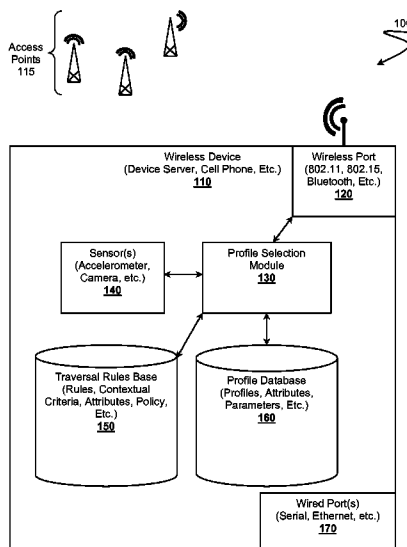 Access
Points
115
Wireless Device
(Device Server, Cell Phone, Etc.)
110
Wireless Port
(802.11, 802.15,
Bluetooth, Etc.)
120
Sensor(s)
(Accelerometer,
Camera, etc.)
140
Profile Selection
Module
130
Traversal Rules Base
(Rules, Contextual
Criteria, Attributes, Policy,
Etc.)
150
Profile Database
(Profiles, Attributes,
Parameters, Etc.)
160
Wired Port(s)
(Serial, Ethernet, etc.)
170